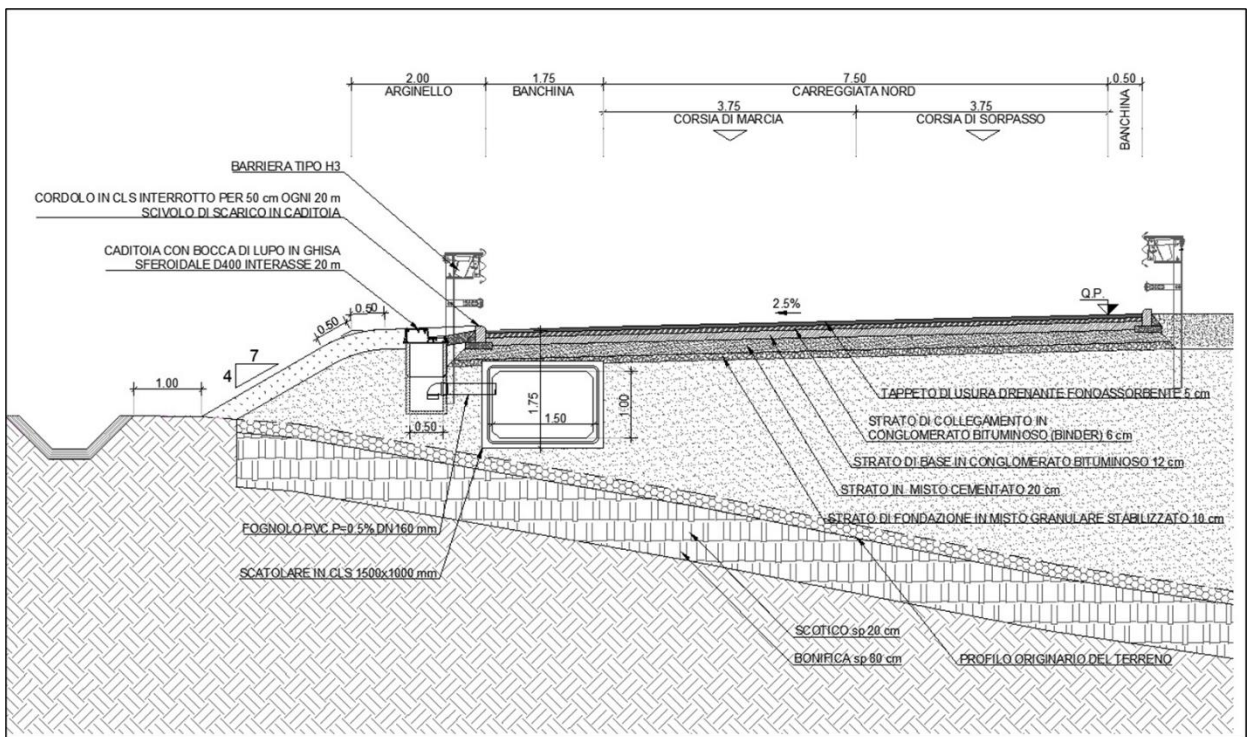 2.00
ARGINELLO
1.75
BANCHINA
7.50
CARREGGIATA NORD
0.50
BANCHINA
3.75
CORSIA DI MARCIA
3.75
CORSIA DI SORPASSO
BARRIERA TIPO H3
CORDOLO IN CLS INTERROTTO PER 50 cm OGNI 20 m
SCIVOLO DI SCARICO IN CADITOIA
CADITOIA CON BOCCA DI LUPO IN GHISA
SFEROIDALE D400 INTERASSE 20 m
2.5%
Q.P.
0.50
0.50
7
4
1.00
0.50
1.75
1.50
1.00
TAPPETO DI USURA DRENANTE FONOASSORBENTE 5 cm
STRATO DI COLLEGAMENTO IN
CONGLOMERATO BITUMINOSO (BINDER) 6 cm
STRATO DI BASE IN CONGLOMERATO BITUMINOSO 12 cm
STRATO IN MISTO CEMENTATO 20 cm
STRATO DI FONDAZIONE IN MISTO GRANULARE STABILIZZATO 10 cm
FOGNOLO PVC P=0.5% DN 160 mm
SCATOLARE IN CLS 1500x1000 mm
SCOTICO sp 20 cm
BONIFICA sp 80 cm
PROFILO ORIGINARIO DEL TERRENO